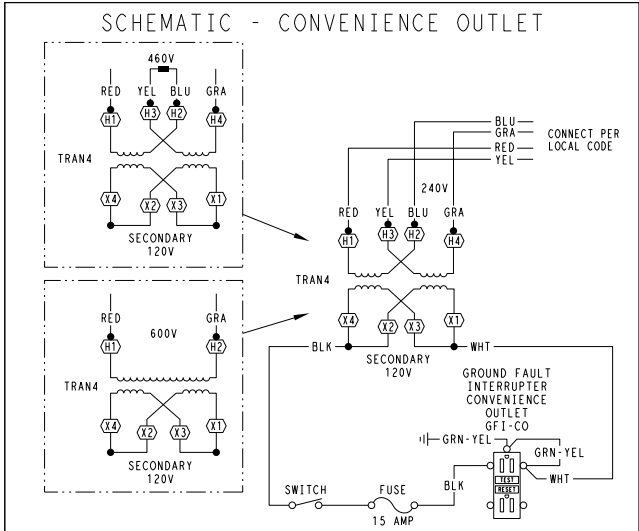 SCHEMATIC - CONVENIENCE OUTLET
460V
RED YEL BLU GRA
H1 H3 H2 H4
TRAN4
X4 X2 X3 X1
SECONDARY
120V
RED GRA
600V
H1 H2
TRAN4
X4 X2 X3 X1
SECONDARY
120V
BLU
GRA
RED
YEL
CONNECT PER
LOCAL CODE
240V
RED YEL BLU GRA
H1 H3 H2 H4
TRAN4
X4 X2 X3 X1
BLK
WHT
SECONDARY
120V
GROUND FAULT
INTERRUPTER
CONVENIENCE
OUTLET
GFI-CO
GRN-YEL
GRN-YEL
WHT
BLK
TEST
RESET
SWITCH
FUSE
15 AMP